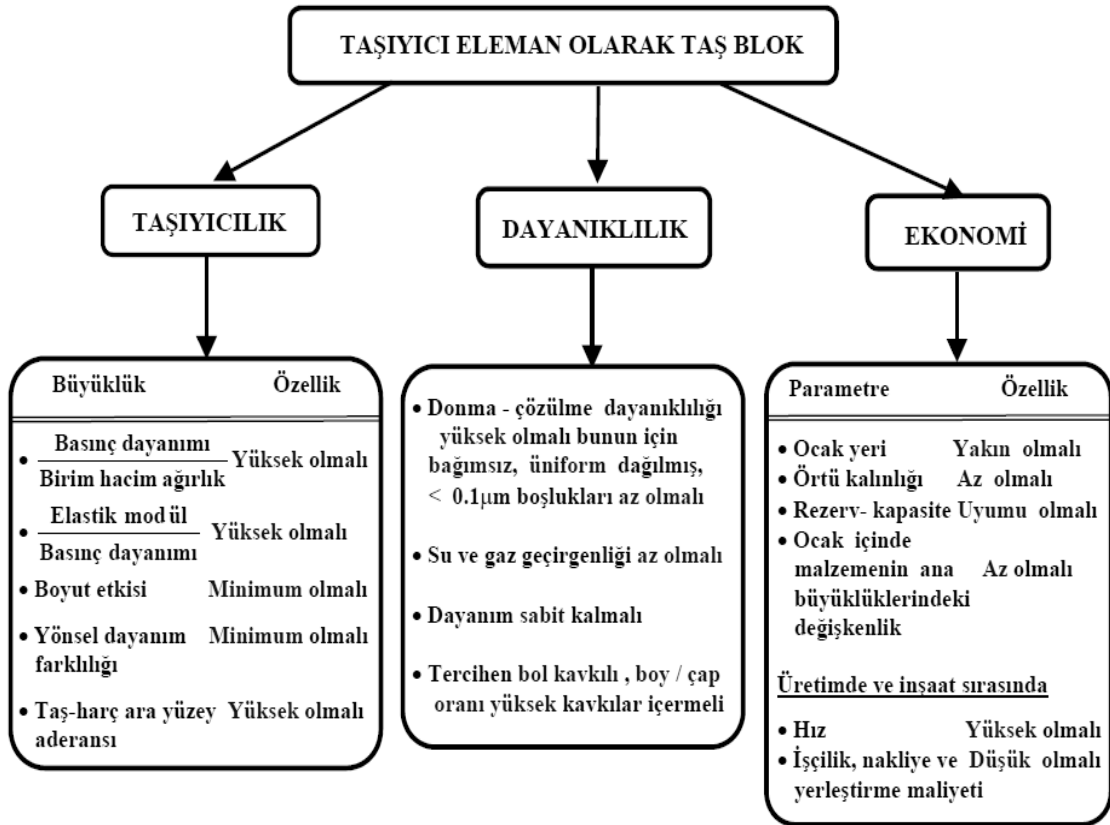 TAŞIYICI ELEMAN OLARAK TAŞ BLOK
TAŞIYICILIK
DAYANIKLILIK
EKONOMİ
Büyüklük Özellik
• Basınç dayanımı
Birim hacim ağırlık Yüksek olmalı
• Elastik modül
Basınç dayanımı Yüksek olmalı
• Boyut etkisi Minimum olmalı
• Yönsel dayanım Minimum olmalı
farklılığı
• Taş-harç ara yüzey Yüksek olmalı
aderansı
• Donma - çözülme dayanıklılığı
yüksek olmalı bunun için
bağımsız, üniform dağılmış,
< 0.1µm boşlukları az olmalı
• Su ve gaz geçirgenliği az olmalı
• Dayanım sabit kalmalı
• Tercihen bol kavkılı , boy / çap
oranı yüksek kavkılar içermeli
Parametre Özellik
• Ocak yeri Yakın olmalı
• Örtü kalınlığı Az olmalı
• Rezerv- kapasite Uyumu olmalı
• Ocak içinde
malzemenin ana Az olmalı
büyüklüklerindeki
değişkenlik
Üretimde ve inşaat sırasında
• Hız Yüksek olmalı
• İşçilik, nakliye ve Düşük olmalı
yerleştirme maliyeti